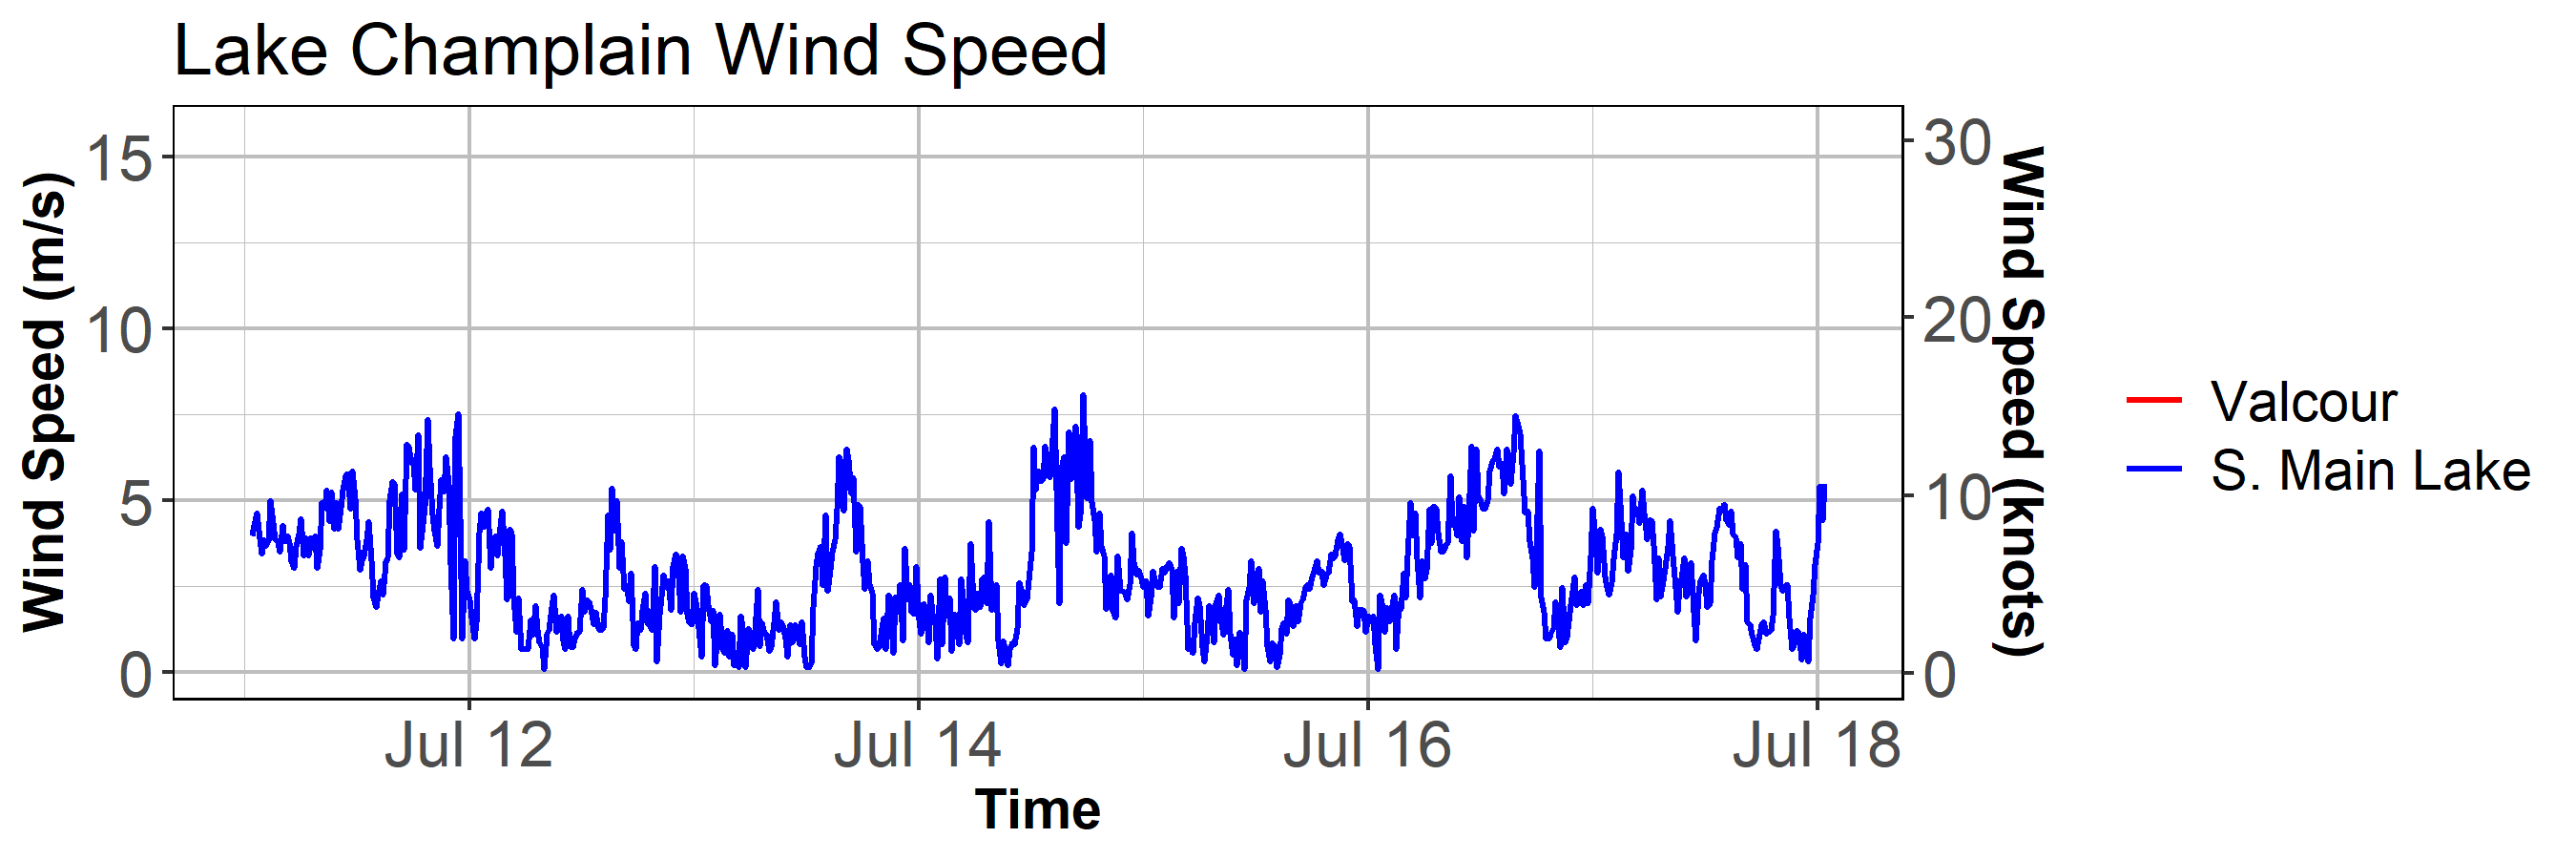 Lake Champlain Wind Speed
Wind Speed (m/s)
15
10
5
0
30
20
10
0
Wind Speed (knots)
Jul 12
Jul 14
Jul 16
Jul 18
Time
Valcour
S. Main Lake